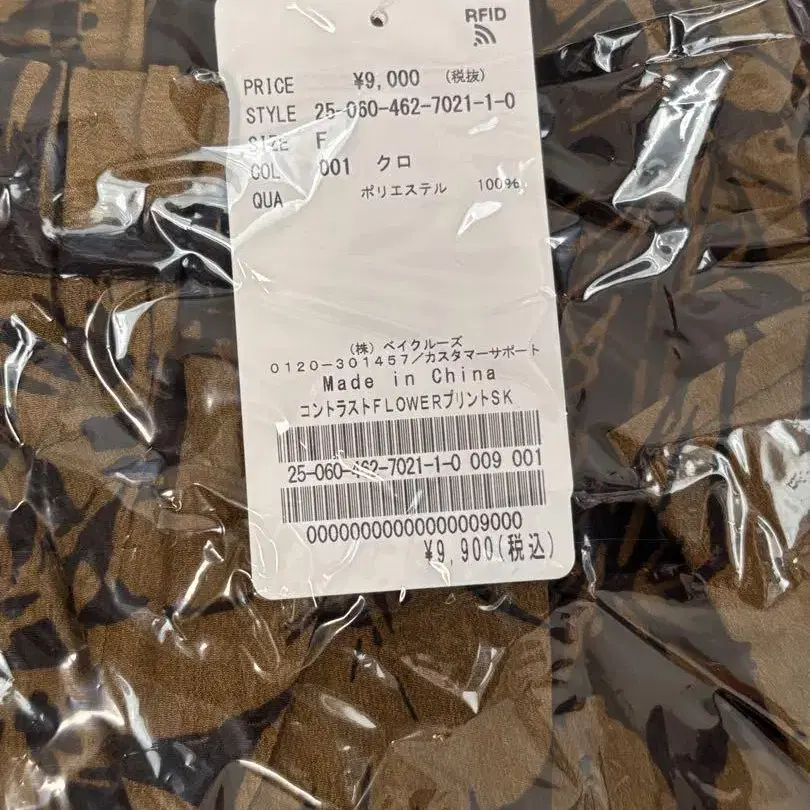 RFID
PRICE ¥9,000 (税抜)
STYLE 25-060-462-7021-1-0
SIZE F
COL 001 クロ
QUA ポリエステル 100%
(株) ベイクルーズ
0120-301457/カスタマーサポート
Made in China
コントラストFLOWERプリントSK
25-060-462-7021-1-0 009 001
00000000000000009000
¥9,900(税込)